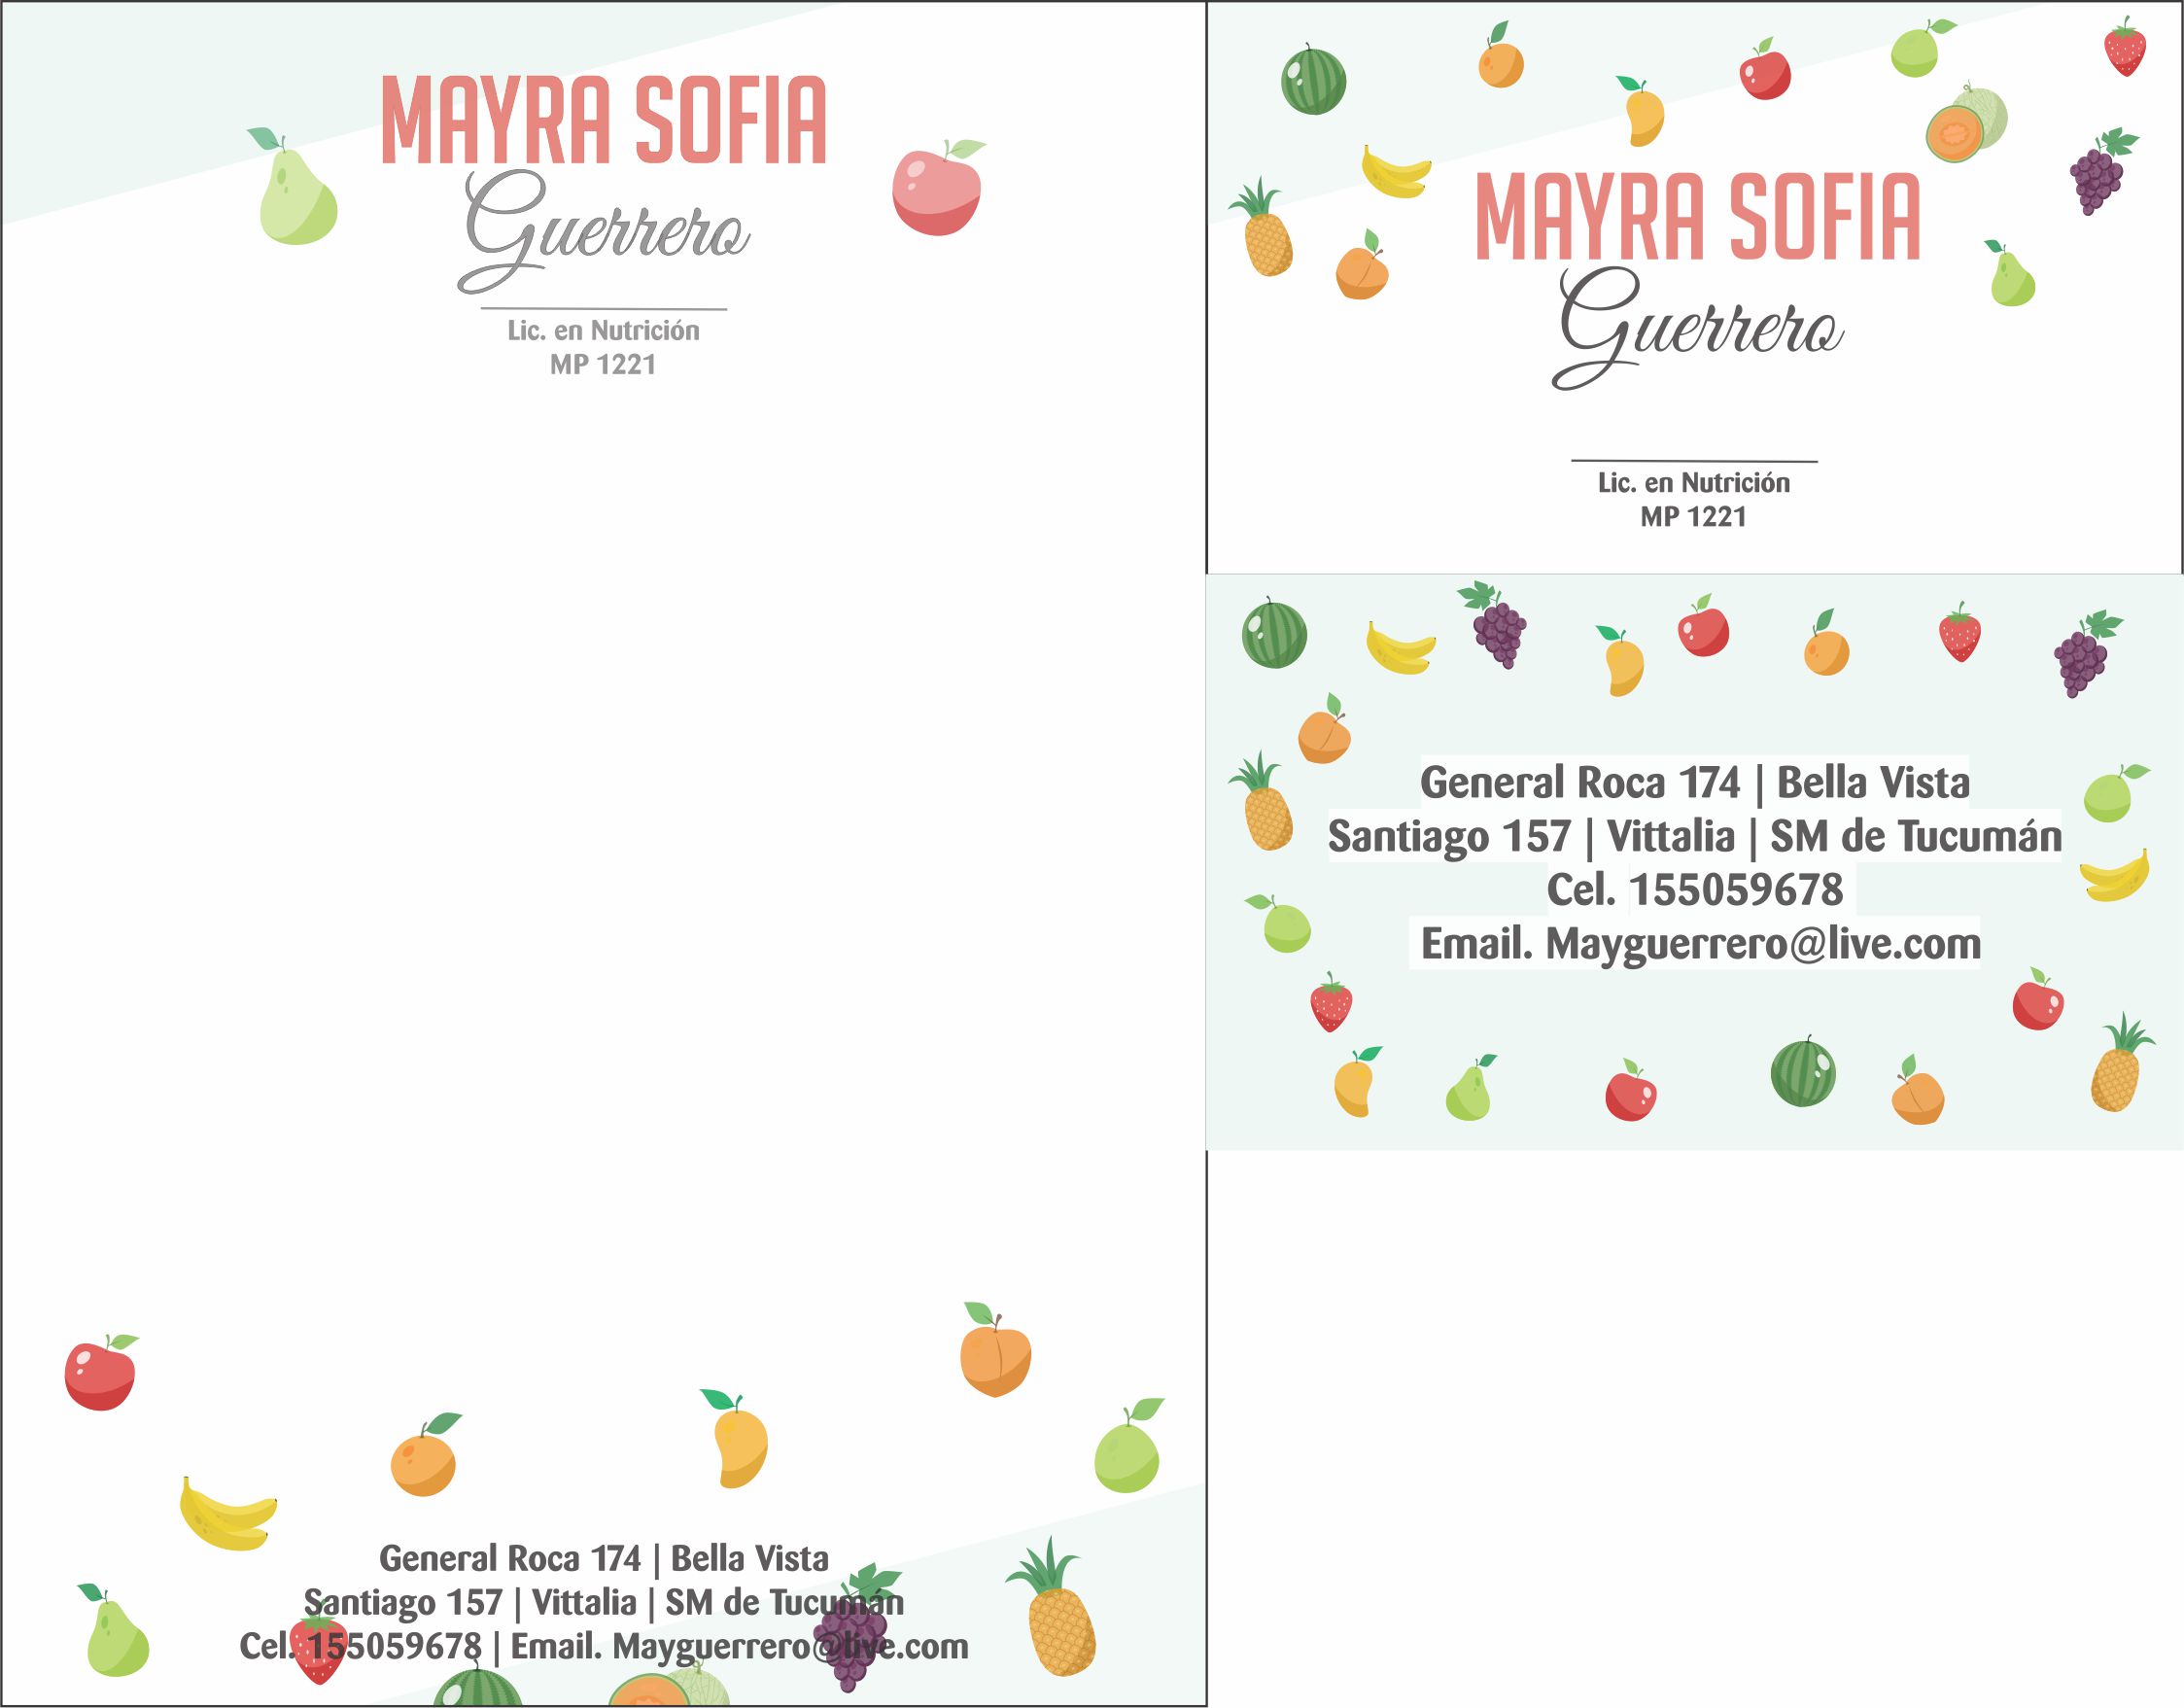 MAYRA SOFIA
Guerrero
Lic. en Nutrición
MP 1221
General Roca 174 | Bella Vista
Santiago 157 | Vittalia | SM de Tucumán
Cel. 155059678 | Email. Mayguerrero@live.com
MAYRA SOFIA
Guerrero
Lic. en Nutrición
MP 1221
General Roca 174 | Bella Vista
Santiago 157 | Vittalia | SM de Tucumán
Cel. 155059678
Email. Mayguerrero@live.com